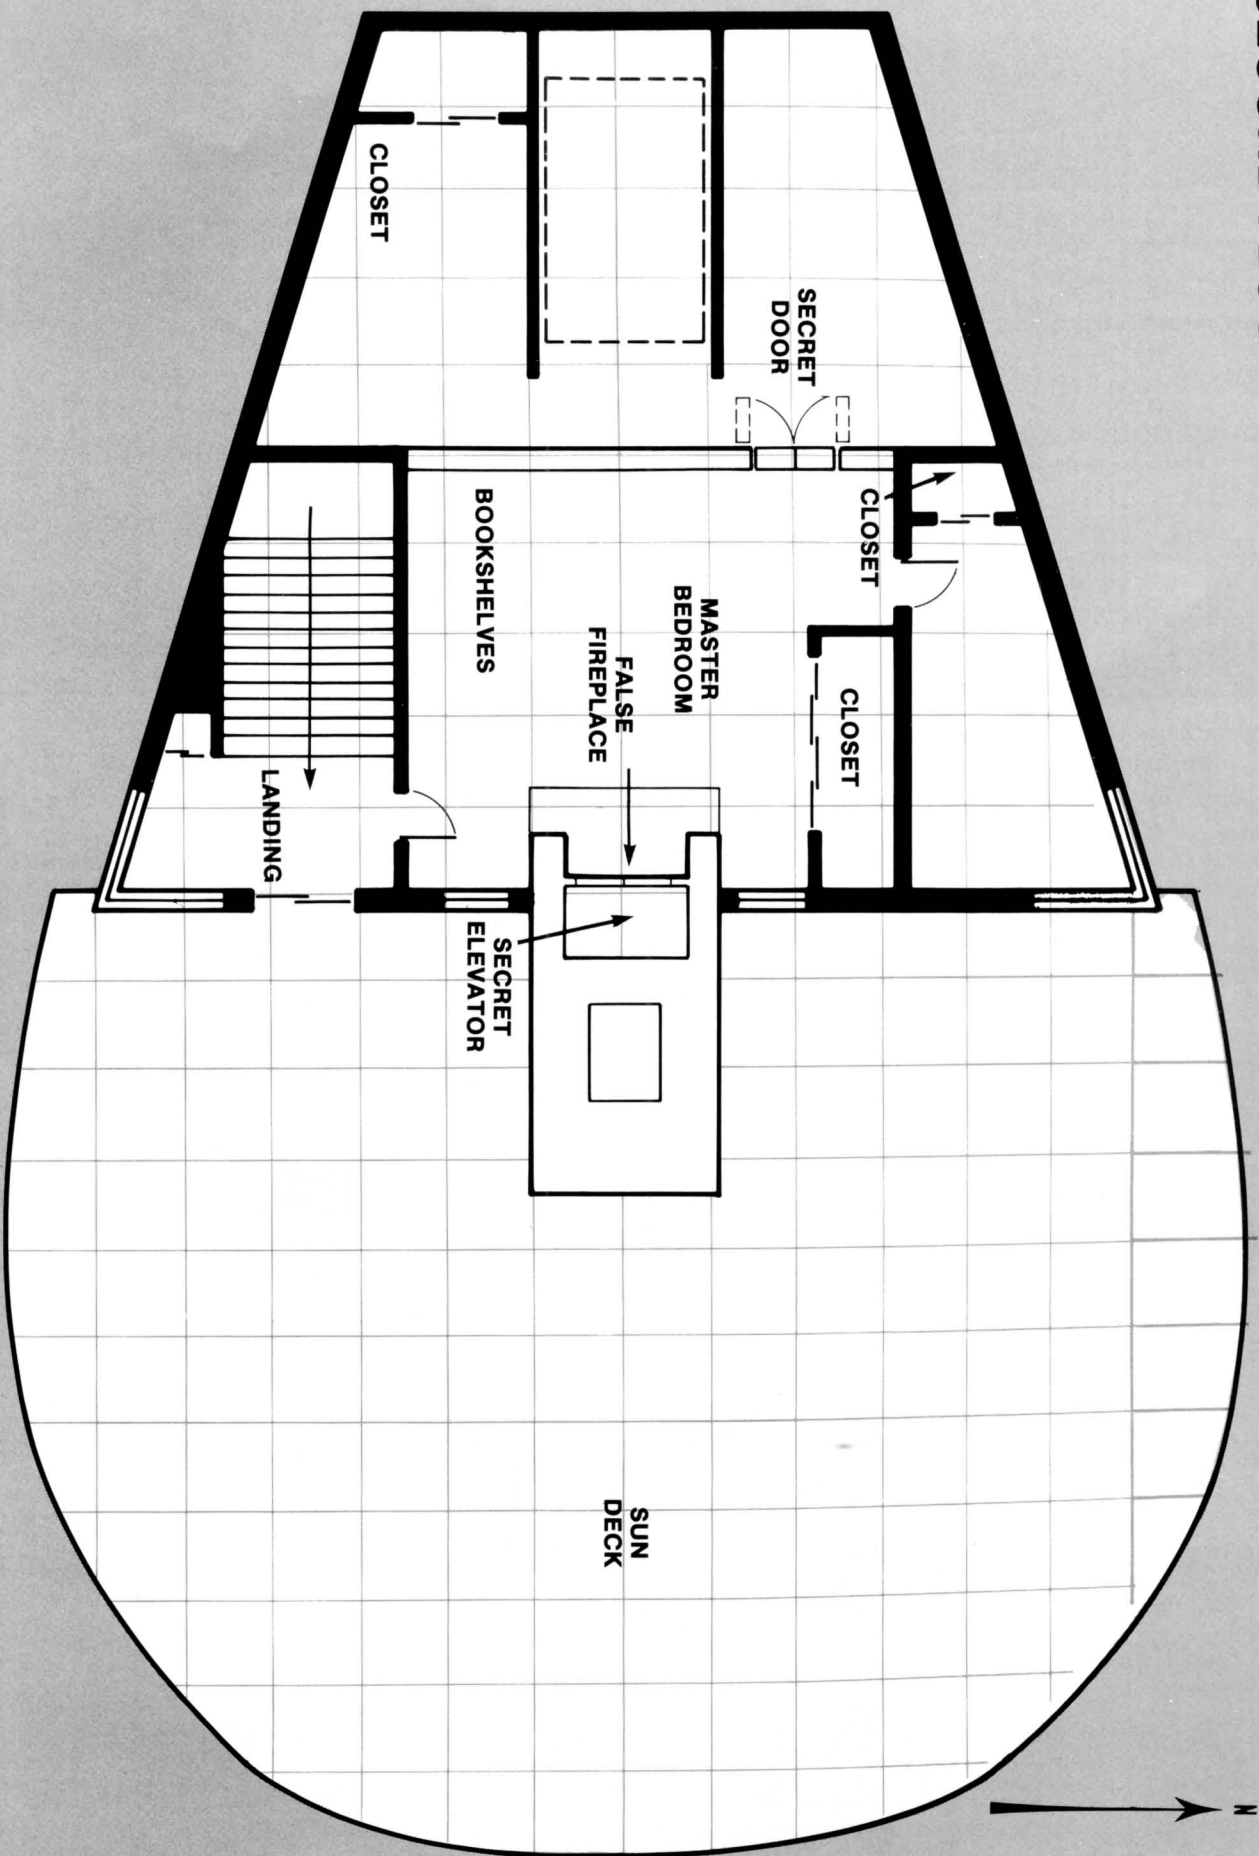 N
CLOSET
CLOSET
SECRET
DOOR
MASTER
BEDROOM
SUN
DECK
FALSE
FIREPLACE
SECRET
ELEVATOR
BOOKSHELVES
CLOSET
LANDING